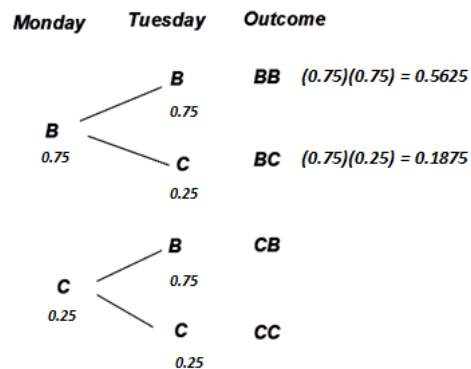 Monday Tuesday Outcome
B BB (0.75)(0.75) = 0.5625
0.75
B
0.75
C BC (0.75)(0.25) = 0.1875
0.25
B CB
0.75
C
0.25
C CC
0.25